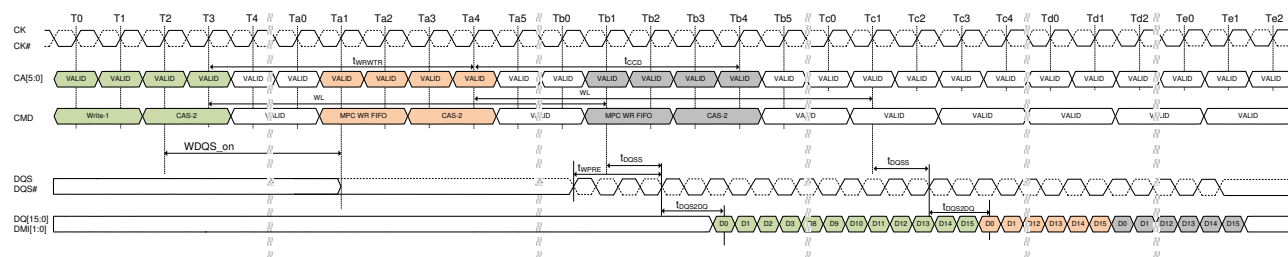 T0 T1 T2 T3 T4 Ta0 Ta1 Ta2 Ta3 Ta4 Ta5 Tb0 Tb1 Tb2 Tb3 Tb4 Tb5 Tc0 Tc1 Tc2 Tc3 Tc4 Td0 Td1 Td2 Te0 Te1 Te2
CK
CK#
tWRWTR tCCD
CA[5:0] VALID VALID VALID VALID VALID VALID VALID VALID VALID VALID VALID VALID VALID VALID VALID VALID VALID VALID VALID VALID VALID VALID VALID VALID VALID VALID VALID VALID
WL WL
CMD Write-1 CAS-2 VALID MPC WR FIFO CAS-2 VALID MPC WR FIFO CAS-2 VALID VALID VALID VALID VALID VALID
WDQS_on
tDQSS tDQSS
tWPRE
DQS
DQS#
tDQS2DQ tDQS2DQ
DQ[15:0] D0 D1 D2 D3 D8 D9 D10 D11 D12 D13 D14 D15 D0 D1 D12 D13 D14 D15 D0 D1 D12 D13 D14 D15
DMI[1:0]